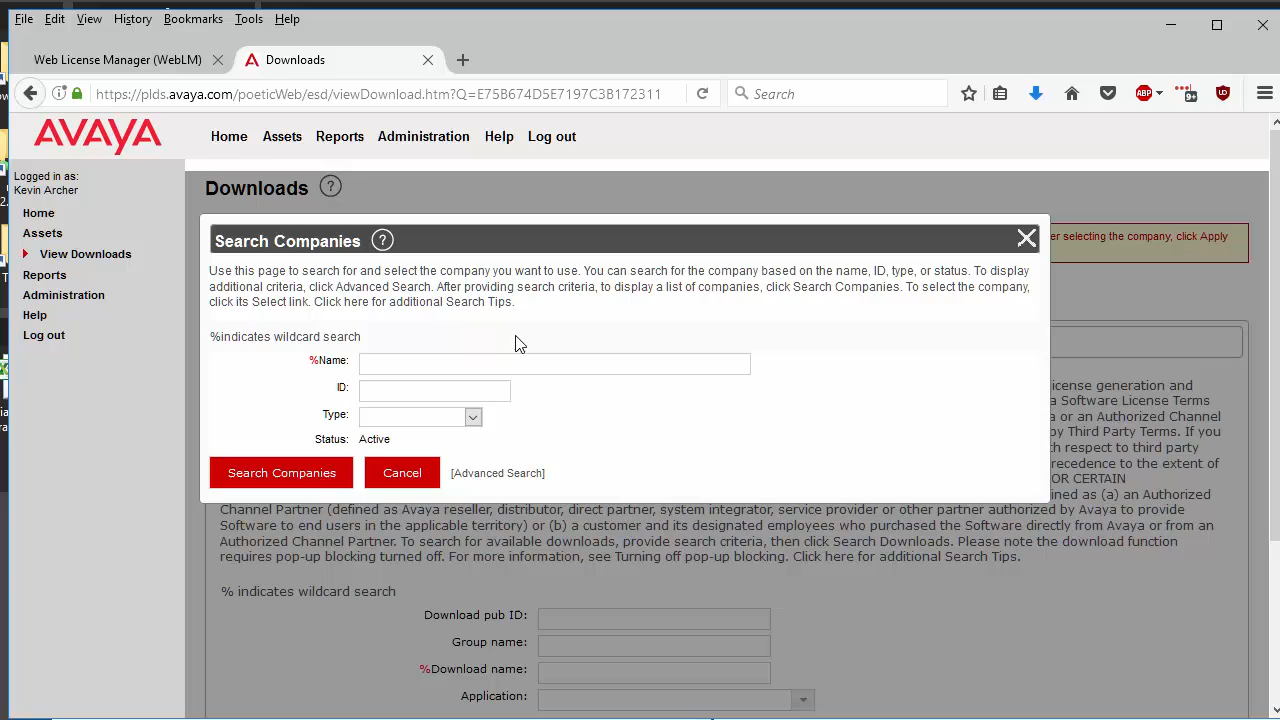 File Edit View History Bookmarks Tools Help
Web License Manager (WebLM) Downloads
https://plds.avaya.com/poeticWeb/esd/viewDownload.htm?Q=E75B674D5E7197C3B172311 Search ABP 9+
AVAYA Home Assets Reports Administration Help Log out
Logged in as:
Kevin Archer
Home
Assets
View Downloads
Reports
Administration
Help
Log out
Downloads ?
er selecting the company, click Apply
Search Companies ?
Use this page to search for and select the company you want to use. You can search for the company based on the name, ID, type, or status. To display
additional criteria, click Advanced Search. After providing search criteria, to display a list of companies, click Search Companies. To select the company,
click its Select link. Click here for additional Search Tips.
%indicates wildcard search
%Name:
ID:
Type:
Status: Active
Search Companies Cancel [Advanced Search]
icense generation and
a Software License Terms
a or an Authorized Channel
by Third Party Terms. If you
h respect to third party
recedence to the extent of
OR CERTAIN
ined as (a) an Authorized
Channel Partner (defined as Avaya reseller, distributor, direct partner, system integrator, service provider or other partner authorized by Avaya to provide
Software to end users in the applicable territory) or (b) a customer and its designated employees who purchased the Software directly from Avaya or from an
Authorized Channel Partner. To search for available downloads, provide search criteria, then click Search Downloads. Please note the download function
requires pop-up blocking turned off. For more information, see Turning off pop-up blocking. Click here for additional Search Tips.
% indicates wildcard search
Download pub ID:
Group name:
%Download name:
Application: